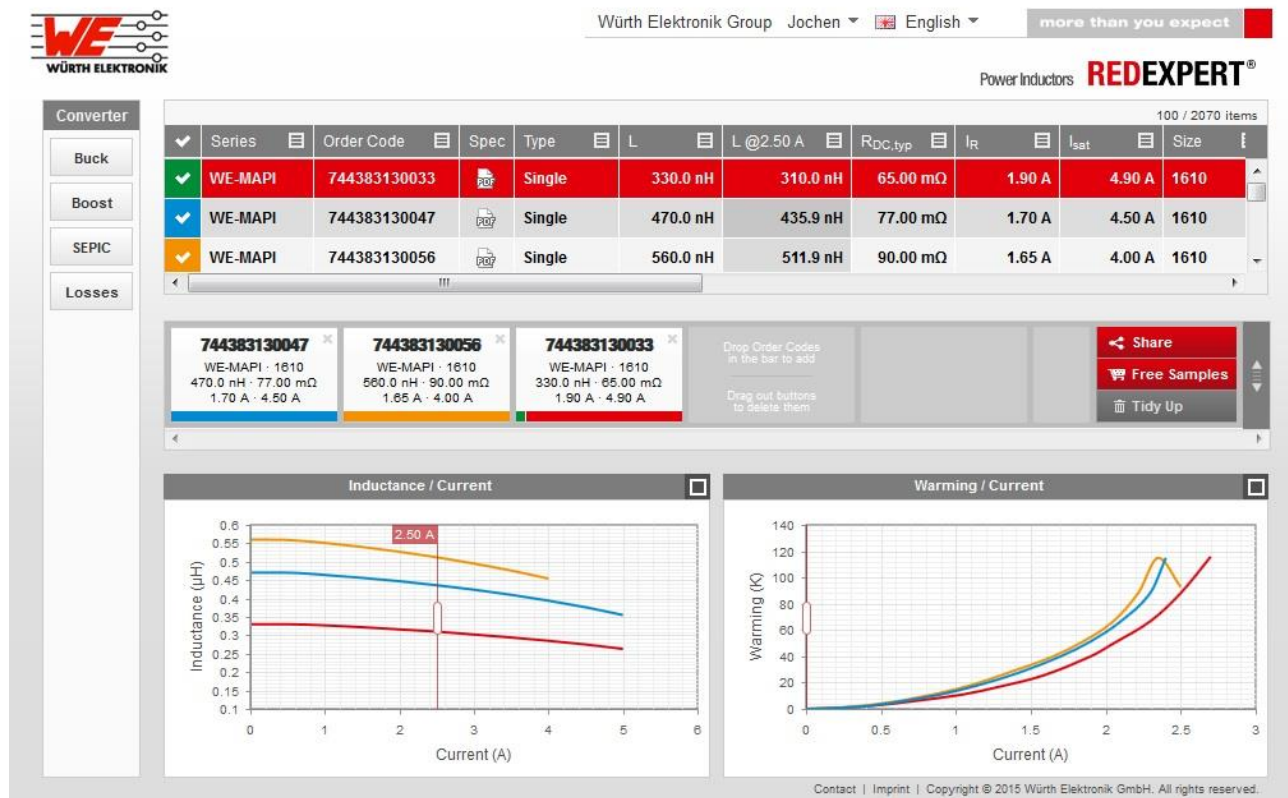 WE
WÜRTH ELEKTRONIK
Würth Elektronik Group Jochen English
more than you expect
Power Inductors REDEXPERT®
Converter
Buck
Boost
SEPIC
Losses
100 / 2070 items
Series Order Code Spec Type L L @2.50 A RDC,typ IR Isat Size
WE-MAPI 744383130033 PDF Single 330.0 nH 310.0 nH 65.00 mΩ 1.90 A 4.90 A 1610
WE-MAPI 744383130047 PDF Single 470.0 nH 435.9 nH 77.00 mΩ 1.70 A 4.50 A 1610
WE-MAPI 744383130056 PDF Single 560.0 nH 511.9 nH 90.00 mΩ 1.65 A 4.00 A 1610
744383130047
WE-MAPI · 1610
470.0 nH · 77.00 mΩ
1.70 A · 4.50 A
744383130056
WE-MAPI · 1610
560.0 nH · 90.00 mΩ
1.65 A · 4.00 A
744383130033
WE-MAPI · 1610
330.0 nH · 65.00 mΩ
1.90 A · 4.90 A
Drop Order Codes
in the bar to add
Drag out buttons
to delete them
Share
Free Samples
Tidy Up
Inductance / Current
2.50 A
Inductance (µH)
0.6
0.55
0.5
0.45
0.4
0.35
0.3
0.25
0.2
0.15
0.1
0 1 2 3 4 5 6
Current (A)
Warming / Current
Warming (K)
140
120
100
80
60
40
20
0
0 0.5 1 1.5 2 2.5 3
Current (A)
Contact | Imprint | Copyright © 2015 Würth Elektronik GmbH. All rights reserved.